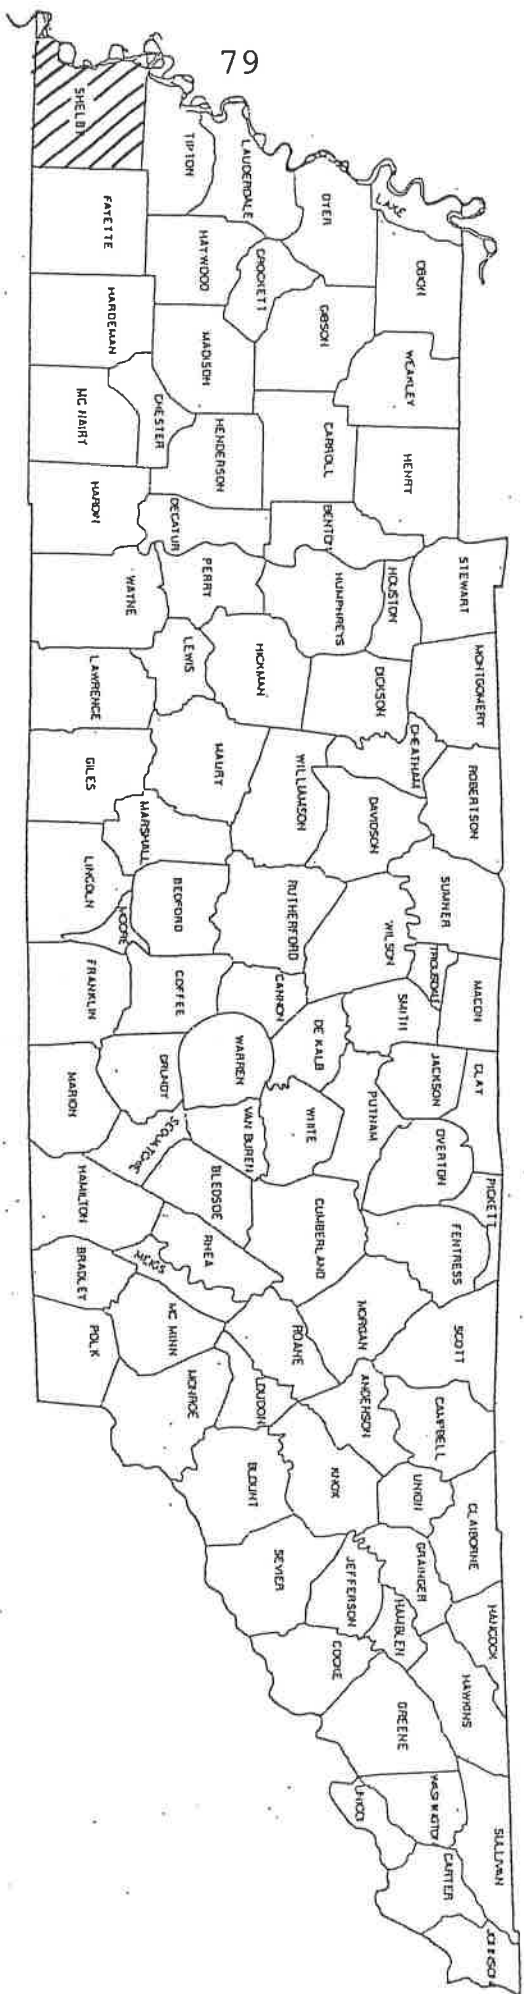 79
SHELBY
TIPTON
LAUDERDALE
LAKE
DYER
OBION
FAYETTE
HAYWOOD
CROCKETT
GIBSON
WEAKLEY
HARDEMAN
MADISON
CHESTER
MC NAIRY
HENDERSON
CARROLL
HENRY
HARDIN
DECATUR
BENTON
STEWART
HOUSTON
HUMPHREYS
PERRY
WAYNE
LEWIS
HICKMAN
DICKSON
MONTGOMERY
LAWRENCE
CHEATHAM
ROBERTSON
GILES
MAURY
WILLIAMSON
DAVIDSON
MARSHALL
SUMNER
LINCOLN
BEDFORD
RUTHERFORD
WILSON
TROUSDALE
MOORE
MACON
FRANKLIN
COFFEE
CANNON
SMITH
DE KALB
WARREN
CLAY
JACKSON
GRUNDY
MARION
PUTNAM
WHITE
VAN BUREN
OVERTON
SEQUATCHIE
PICKETT
BLEDSOE
HAMILTON
CUMBERLAND
FENTRESS
RHEA
MEIGS
BRADLEY
MC MINN
ROANE
MORGAN
SCOTT
POLK
MONROE
LOUDON
ANDERSON
CAMPBELL
BLOUNT
KNOX
UNION
CLAIBORNE
SEVIER
JEFFERSON
GRAINGER
HAMBLEN
HANCOCK
COCKE
HAWKINS
GREENE
UNICOI
WASHINGTON
SULLIVAN
CARTER
JOHNSON